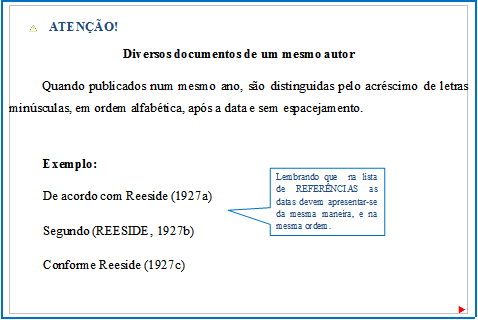 ATENÇÃO!
Diversos documentos de um mesmo autor
Quando publicados num mesmo ano, são distinguidas pelo acréscimo de letras
minúsculas, em ordem alfabética, após a data e sem espacejamento.
Exemplo:
De acordo com Reeside (1927a)
Segundo (REESIDE, 1927b)
Conforme Reeside (1927c)
Lembrando que na lista
de REFERÊNCIAS as
datas devem apresentar-se
da mesma maneira, e na
mesma ordem.